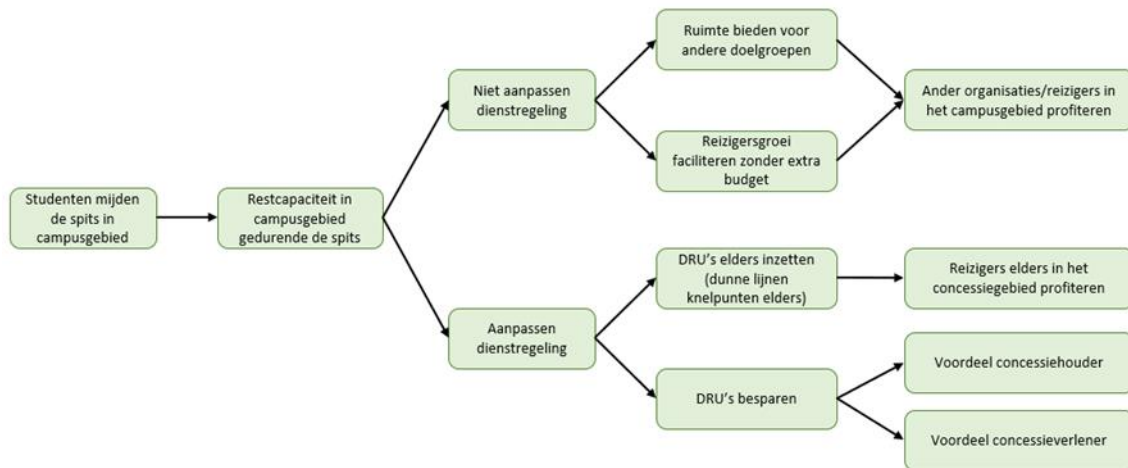 Studenten mijden
de spits in
campusgebied
Restcapaciteit in
campusgebied
gedurende de spits
Niet aanpassen
dienstregeling
Aanpassen
dienstregeling
Ruimte bieden voor
andere doelgroepen
Reizigersgroei
faciliteren zonder extra
budget
DRU's elders inzetten
(dunne lijnen
knelpunten elders)
DRU's besparen
Ander organisaties/reizigers in
het campusgebied profiteren
Reizigers elders in het
concessiegebied profiteren
Voordeel concessiehouder
Voordeel concessieverlener